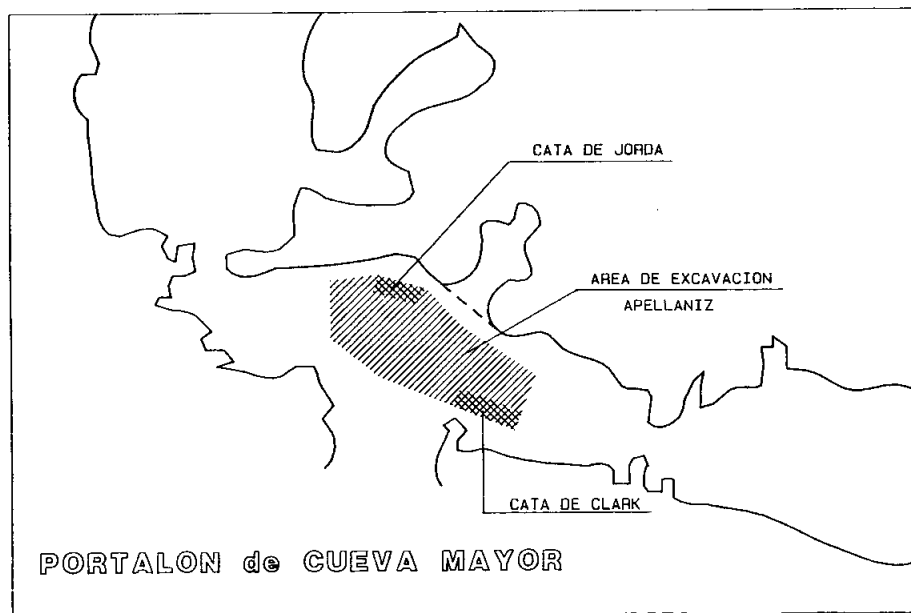 CATA DE JORDA
AREA DE EXCAVACION
APELLANIZ
CATA DE CLARK
PORTALON de CUEVA MAYOR